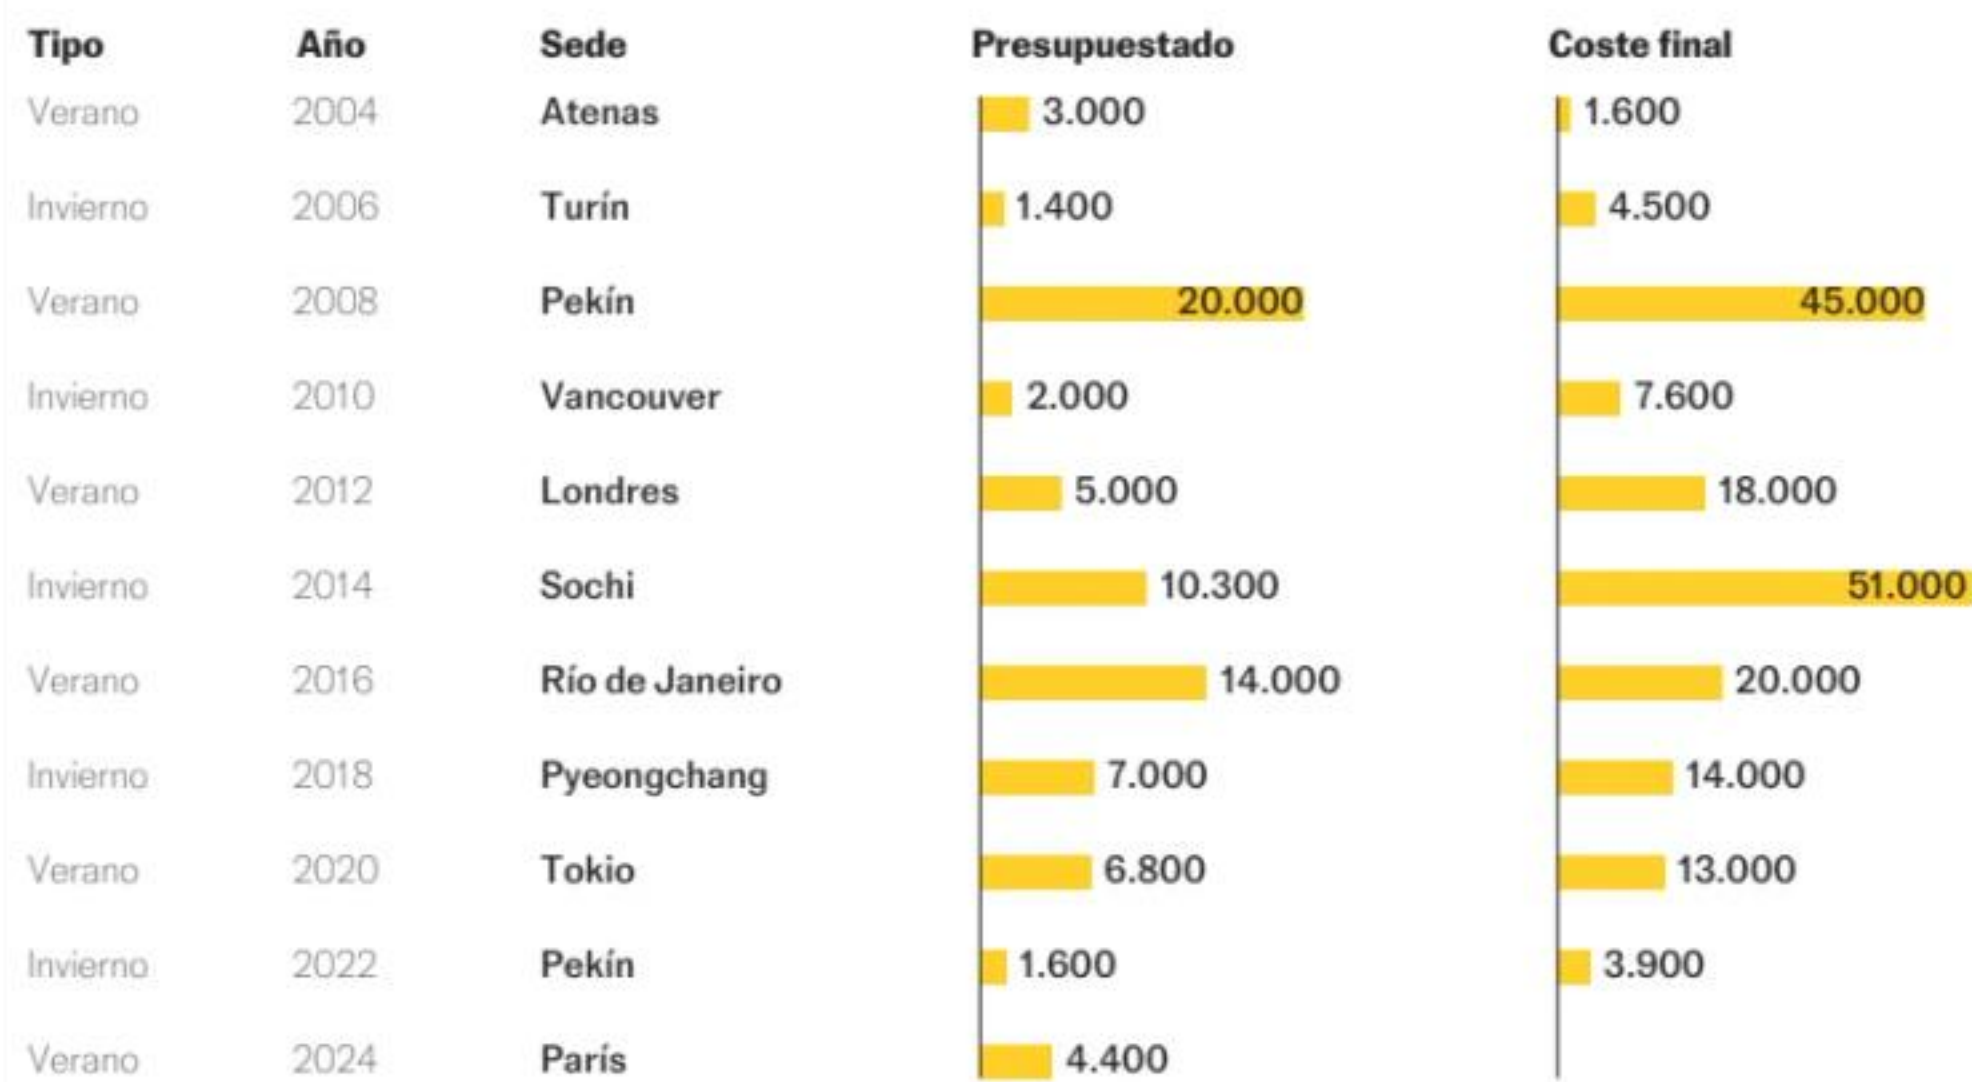 Tipo Año Sede Presupuestado Coste final
Verano 2004 Atenas 3.000 1.600
Invierno 2006 Turín 1.400 4.500
Verano 2008 Pekín 20.000 45.000
Invierno 2010 Vancouver 2.000 7.600
Verano 2012 Londres 5.000 18.000
Invierno 2014 Sochi 10.300 51.000
Verano 2016 Río de Janeiro 14.000 20.000
Invierno 2018 Pyeongchang 7.000 14.000
Verano 2020 Tokio 6.800 13.000
Invierno 2022 Pekín 1.600 3.900
Verano 2024 París 4.400